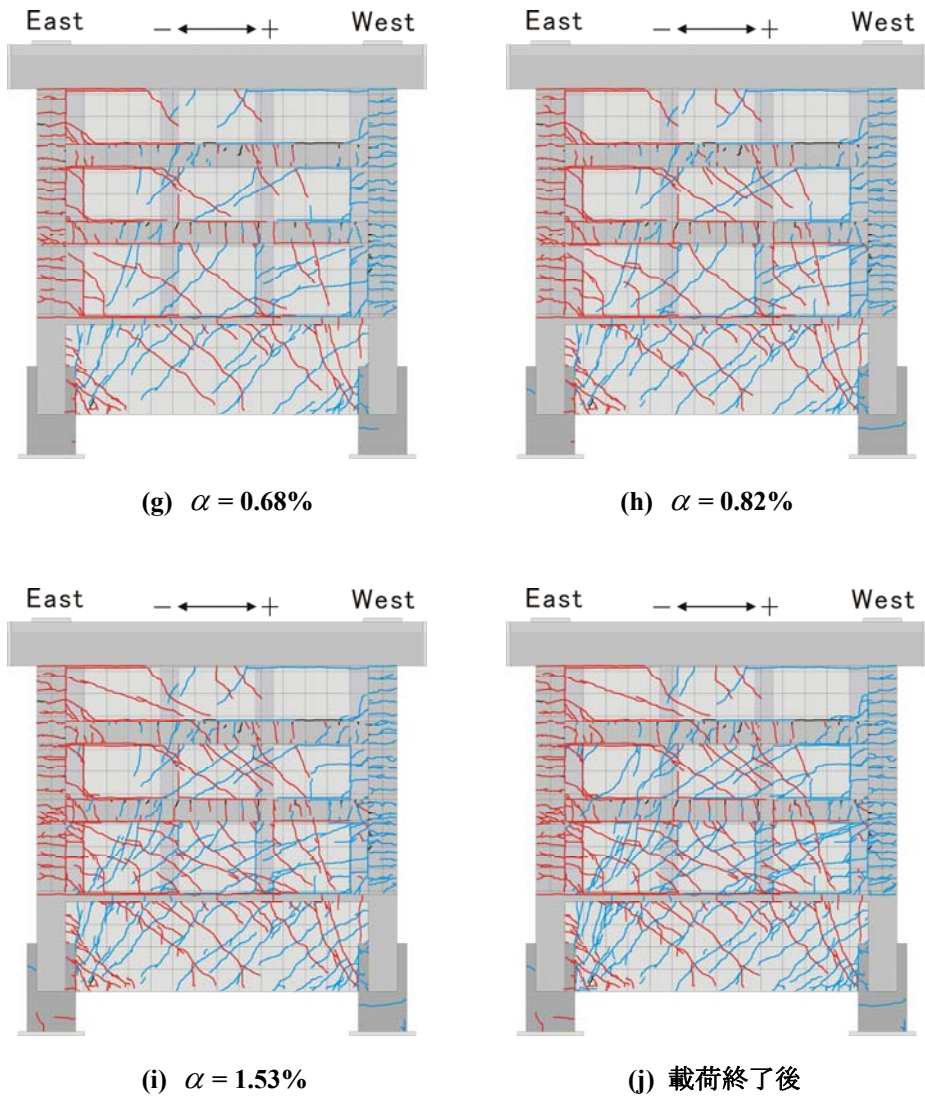 East − + West
East − + West
(g) α = 0.68%
(h) α = 0.82%
East − + West
East − + West
(i) α = 1.53%
(j) 載荷終了後